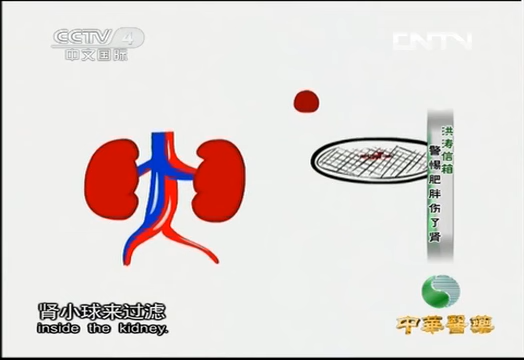 CCTV 4
中文国际
CNTV
洪涛信箱
警惕肥胖伤了肾
肾小球来过滤
inside the kidney.
中華醫藥